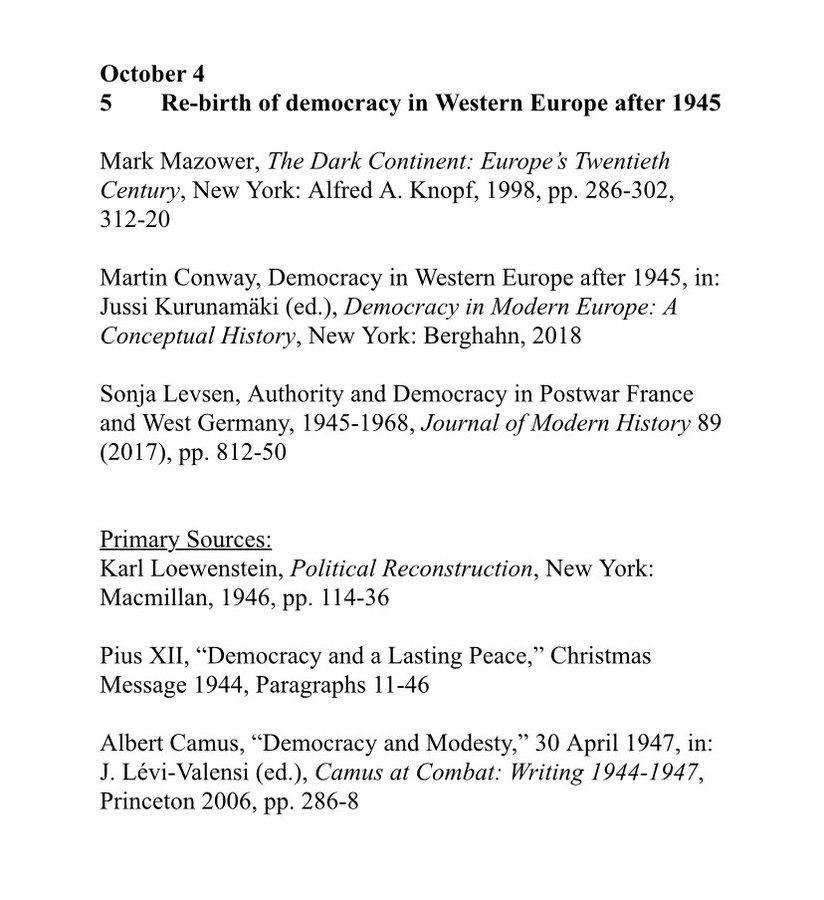 October 4
5 Re-birth of democracy in Western Europe after 1945
Mark Mazower, The Dark Continent: Europe’s Twentieth
Century, New York: Alfred A. Knopf, 1998, pp. 286-302,
312-20
Martin Conway, Democracy in Western Europe after 1945, in:
Jussi Kurunamäki (ed.), Democracy in Modern Europe: A
Conceptual History, New York: Berghahn, 2018
Sonja Levsen, Authority and Democracy in Postwar France
and West Germany, 1945-1968, Journal of Modern History 89
(2017), pp. 812-50
Primary Sources:
Karl Loewenstein, Political Reconstruction, New York:
Macmillan, 1946, pp. 114-36
Pius XII, “Democracy and a Lasting Peace,” Christmas
Message 1944, Paragraphs 11-46
Albert Camus, “Democracy and Modesty,” 30 April 1947, in:
J. Lévi-Valensi (ed.), Camus at Combat: Writing 1944-1947,
Princeton 2006, pp. 286-8